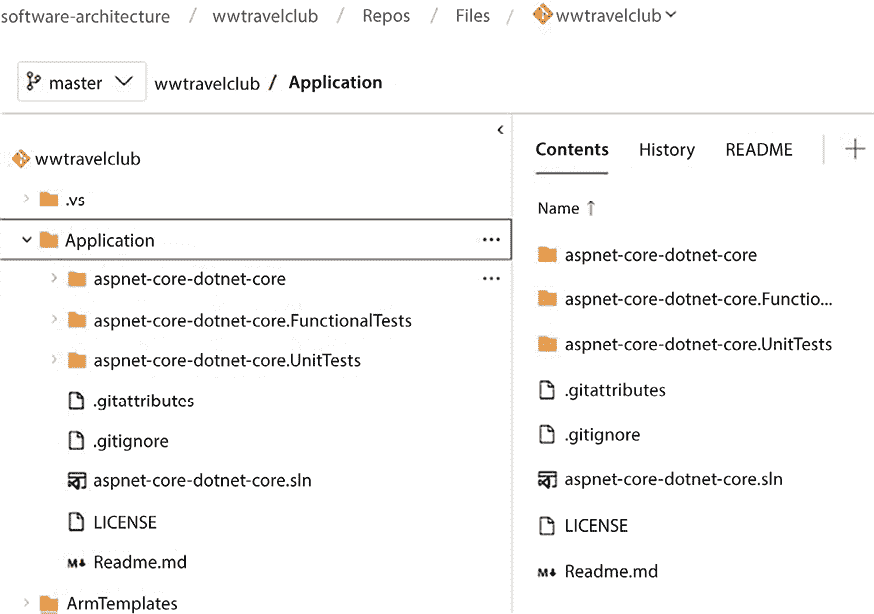 software-architecture / wwtravelclub / Repos / Files / wwtravelclub
master wwtravelclub / Application
wwtravelclub
.vs
Application ...
aspnet-core-dotnet-core ...
aspnet-core-dotnet-core.FunctionalTests
aspnet-core-dotnet-core.UnitTests
.gitattributes
.gitignore
aspnet-core-dotnet-core.sln
LICENSE
Readme.md
ArmTemplates
Contents History README
Name ↑
aspnet-core-dotnet-core
aspnet-core-dotnet-core.Functio...
aspnet-core-dotnet-core.UnitTests
.gitattributes
.gitignore
aspnet-core-dotnet-core.sln
LICENSE
Readme.md